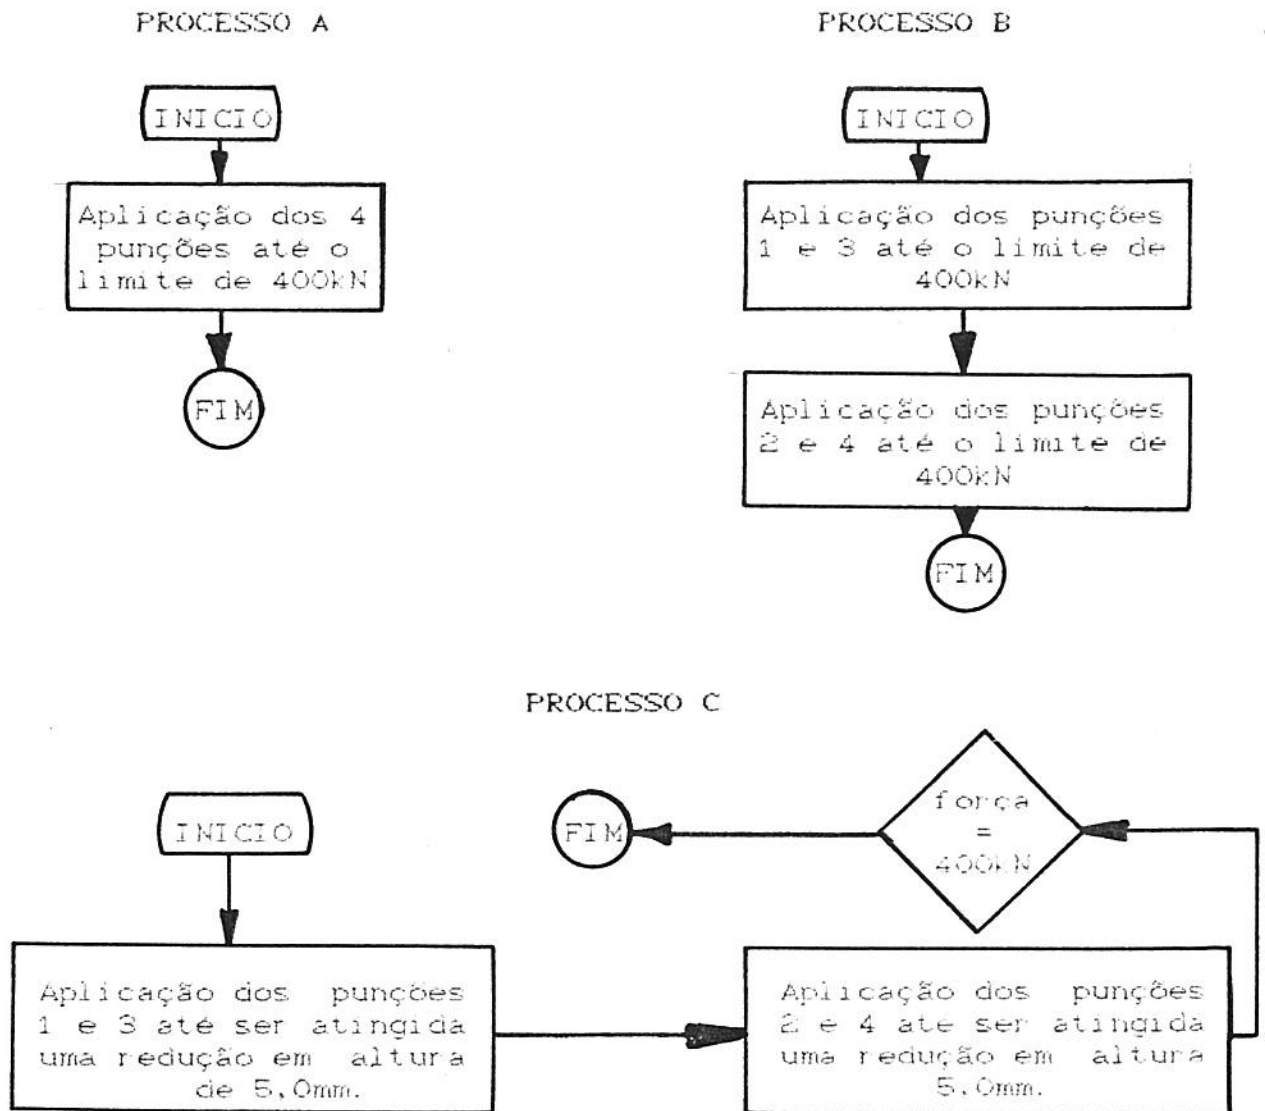 PROCESSO A
INICIO
Aplicação dos 4
punções até o
limite de 400kN
FIM
PROCESSO B
INICIO
Aplicação dos punções
1 e 3 até o limite de
400kN
Aplicação dos punções
2 e 4 até o limite de
400kN
FIM
PROCESSO C
INICIO
Aplicação dos punções
1 e 3 até ser atingida
uma redução em altura
de 5,0mm.
Aplicação dos punções
2 e 4 até ser atingida
uma redução em altura
5,0mm.
força
=
400kN
FIM